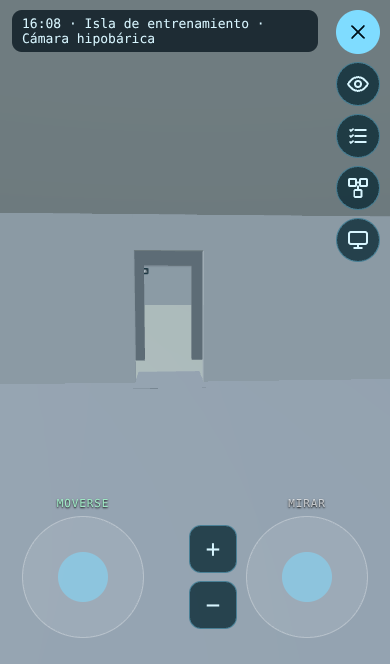 16:08 · Isla de entrenamiento ·
Cámara hipobárica
MOVERSE
MIRAR
+
−